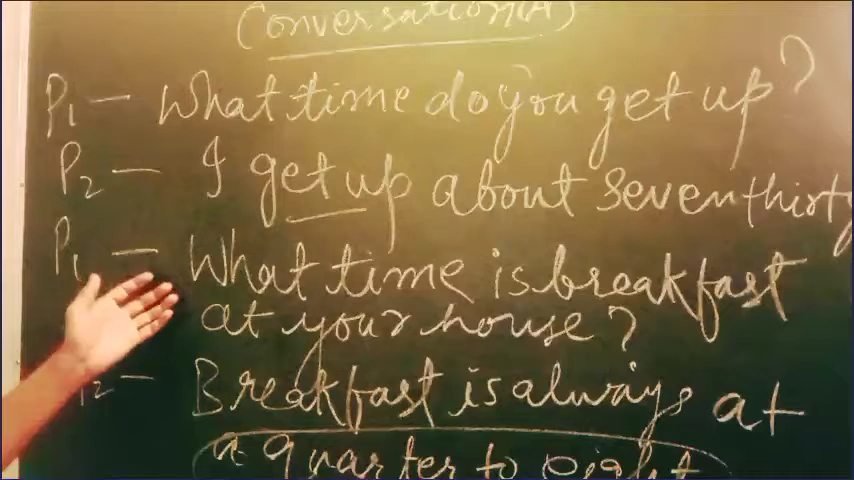 Conversation(A)
P1 — What time do you get up?
P2 — I get up about seven thirty
P1 — What time is breakfast
at your house?
P2 — Breakfast is always at
a quarter to eight